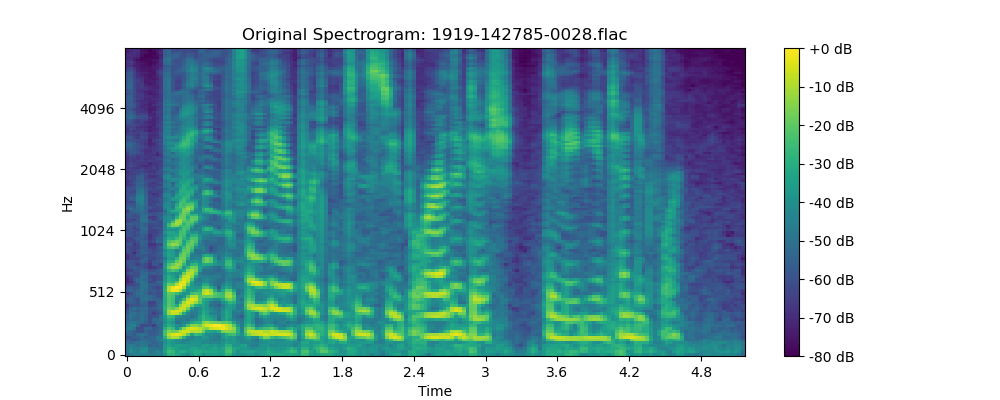 Original Spectrogram: 1919-142785-0028.flac
Hz
4096
2048
1024
512
0
0 0.6 1.2 1.8 2.4 3 3.6 4.2 4.8
Time
+0 dB
-10 dB
-20 dB
-30 dB
-40 dB
-50 dB
-60 dB
-70 dB
-80 dB